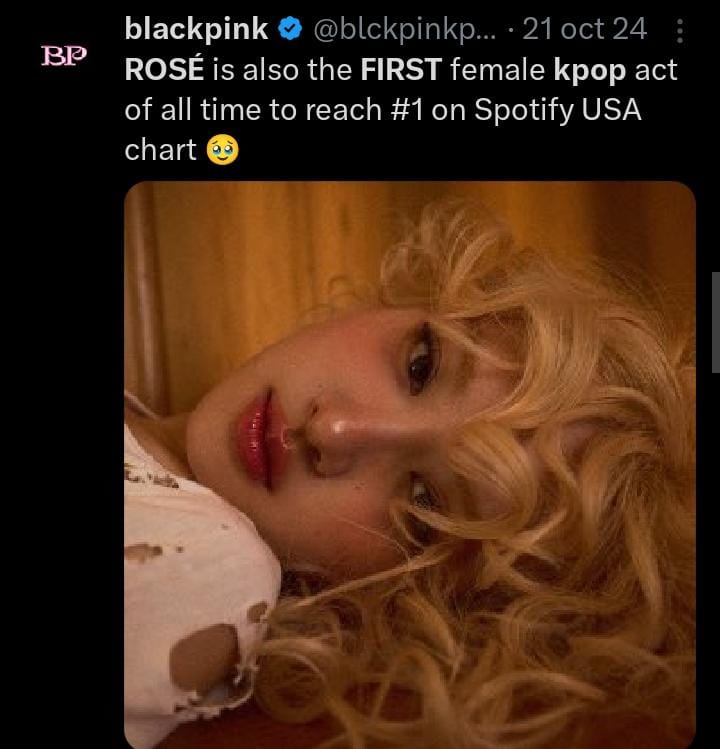 BP
blackpink @blckpinkp... · 21 oct 24
ROSÉ is also the FIRST female kpop act
of all time to reach #1 on Spotify USA
chart 🥹